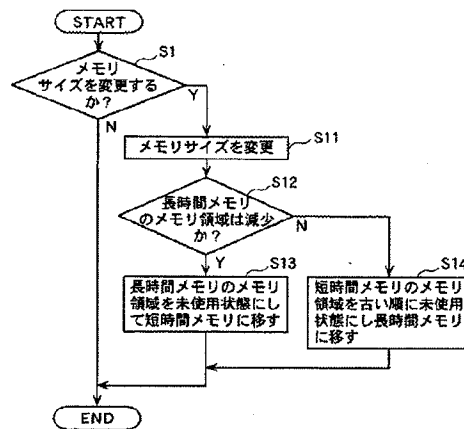 START
S1
メモリ
サイズを変更する
か?
Y
N
S11
メモリサイズを変更
S12
長時間メモリ
のメモリ領域は減少
か?
N
Y
S13
長時間メモリのメモリ
領域を未使用状態にし
て短時間メモリに移す
S14
短時間メモリのメモリ
領域を古い順に未使用
状態にし長時間メモリ
に移す
END